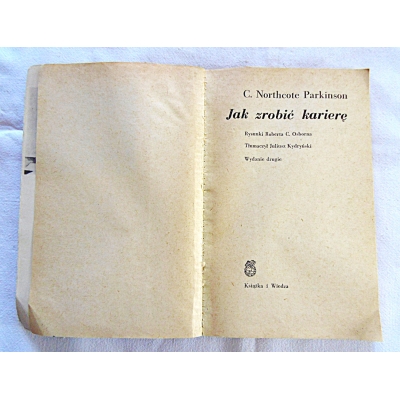 C. Northcote Parkinson
Jak zrobić karierę
Rysunki Roberta C. Osborna
Tłumaczył Juliusz Kydryński
Wydanie drugie
Książka i Wiedza